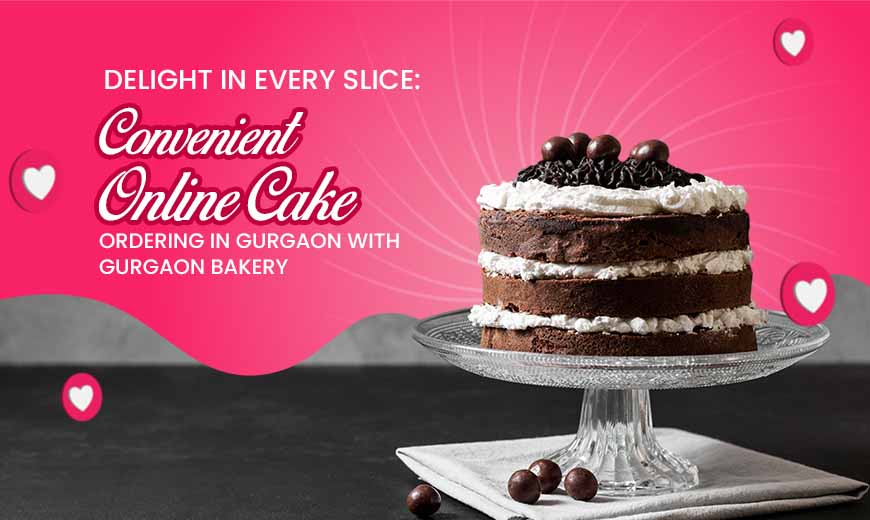 DELIGHT IN EVERY SLICE:
Convenient
Online Cake
ORDERING IN GURGAON WITH
GURGAON BAKERY